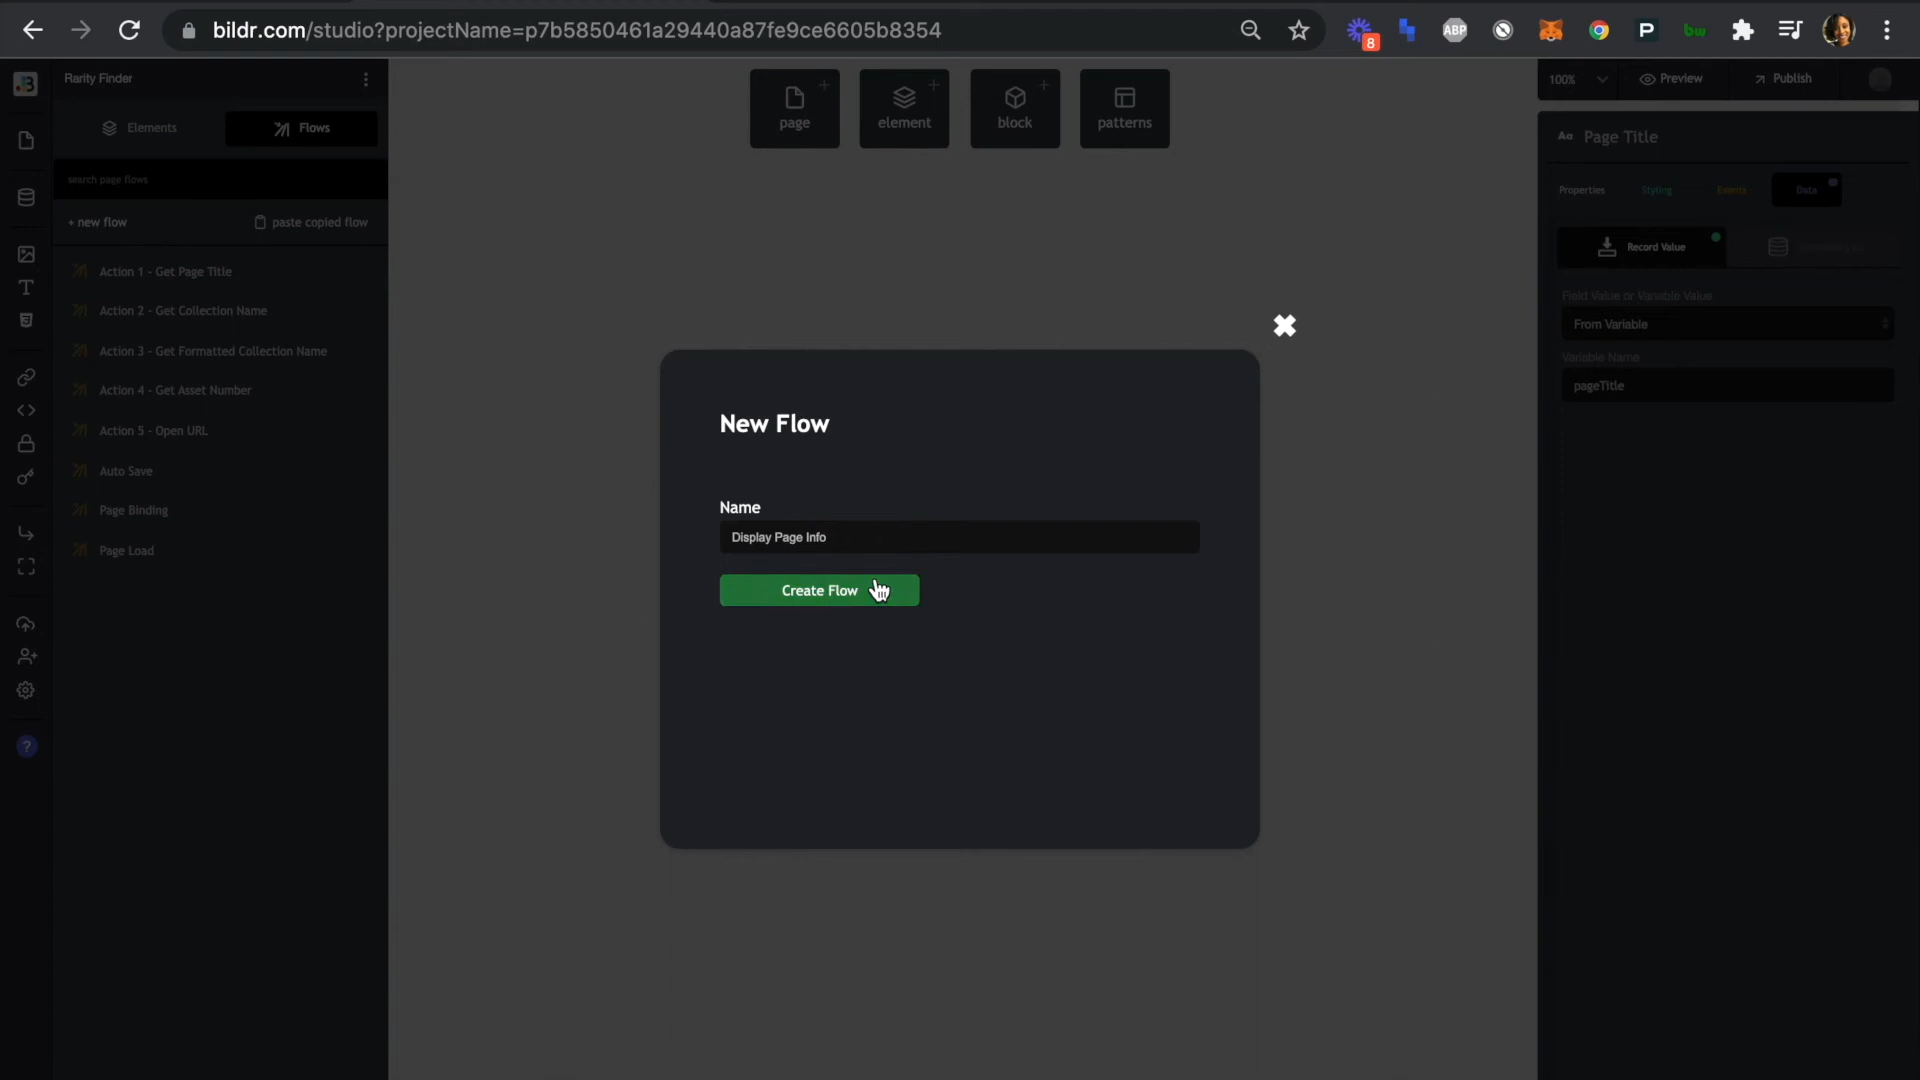 bildr.com/studio?projectName=p7b5850461a29440a87fe9ce6605b8354
8
ABP
P
bw
B
Rarity Finder
Elements
Flows
search page flows
+ new flow
paste copied flow
Action 1 - Get Page Title
Action 2 - Get Collection Name
Action 3 - Get Formatted Collection Name
Action 4 - Get Asset Number
Action 5 - Open URL
Auto Save
Page Binding
Page Load
?
page
element
block
patterns
New Flow
Name
Display Page Info
Create Flow
100%
Preview
Publish
Aa Page Title
Properties
Styling
Events
Data
Record Value
Field Value or Variable Value
From Variable
Variable Name
pageTitle